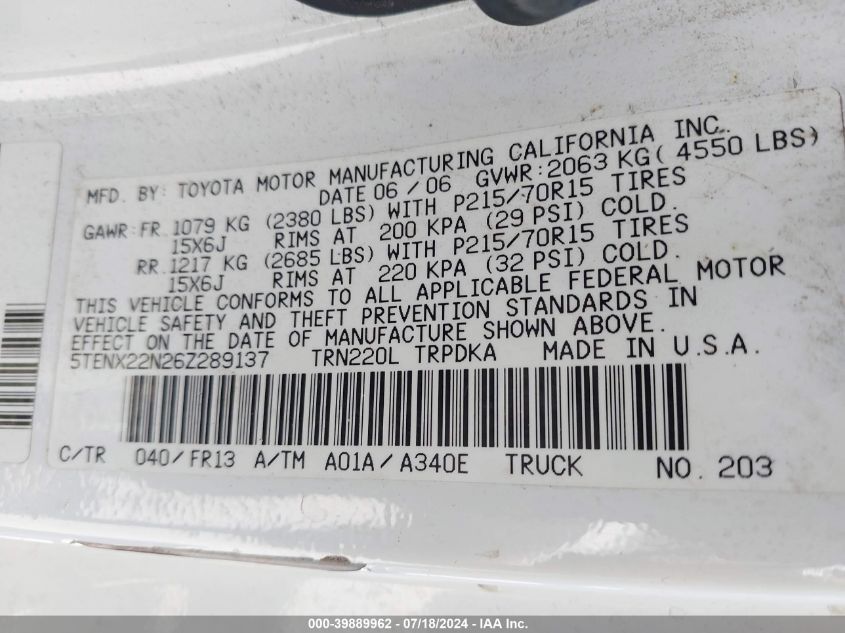 MFD. BY: TOYOTA MOTOR MANUFACTURING CALIFORNIA INC.
DATE 06/06 GVWR:2063 KG( 4550 LBS)
GAWR:FR.1079 KG (2380 LBS) WITH P215/70R15 TIRES
15X6J RIMS AT 200 KPA (29 PSI) COLD.
RR.1217 KG (2685 LBS) WITH P215/70R15 TIRES
15X6J RIMS AT 220 KPA (32 PSI) COLD.
THIS VEHICLE CONFORMS TO ALL APPLICABLE FEDERAL MOTOR
VEHICLE SAFETY AND THEFT PREVENTION STANDARDS IN
EFFECT ON THE DATE OF MANUFACTURE SHOWN ABOVE.
5TENX22N26Z289137 TRN220L TRPDKA MADE IN U.S.A.
C/TR 040/FR13 A/TM A01A/A340E TRUCK NO. 203
000-39889962 - 07/18/2024 - IAA Inc.